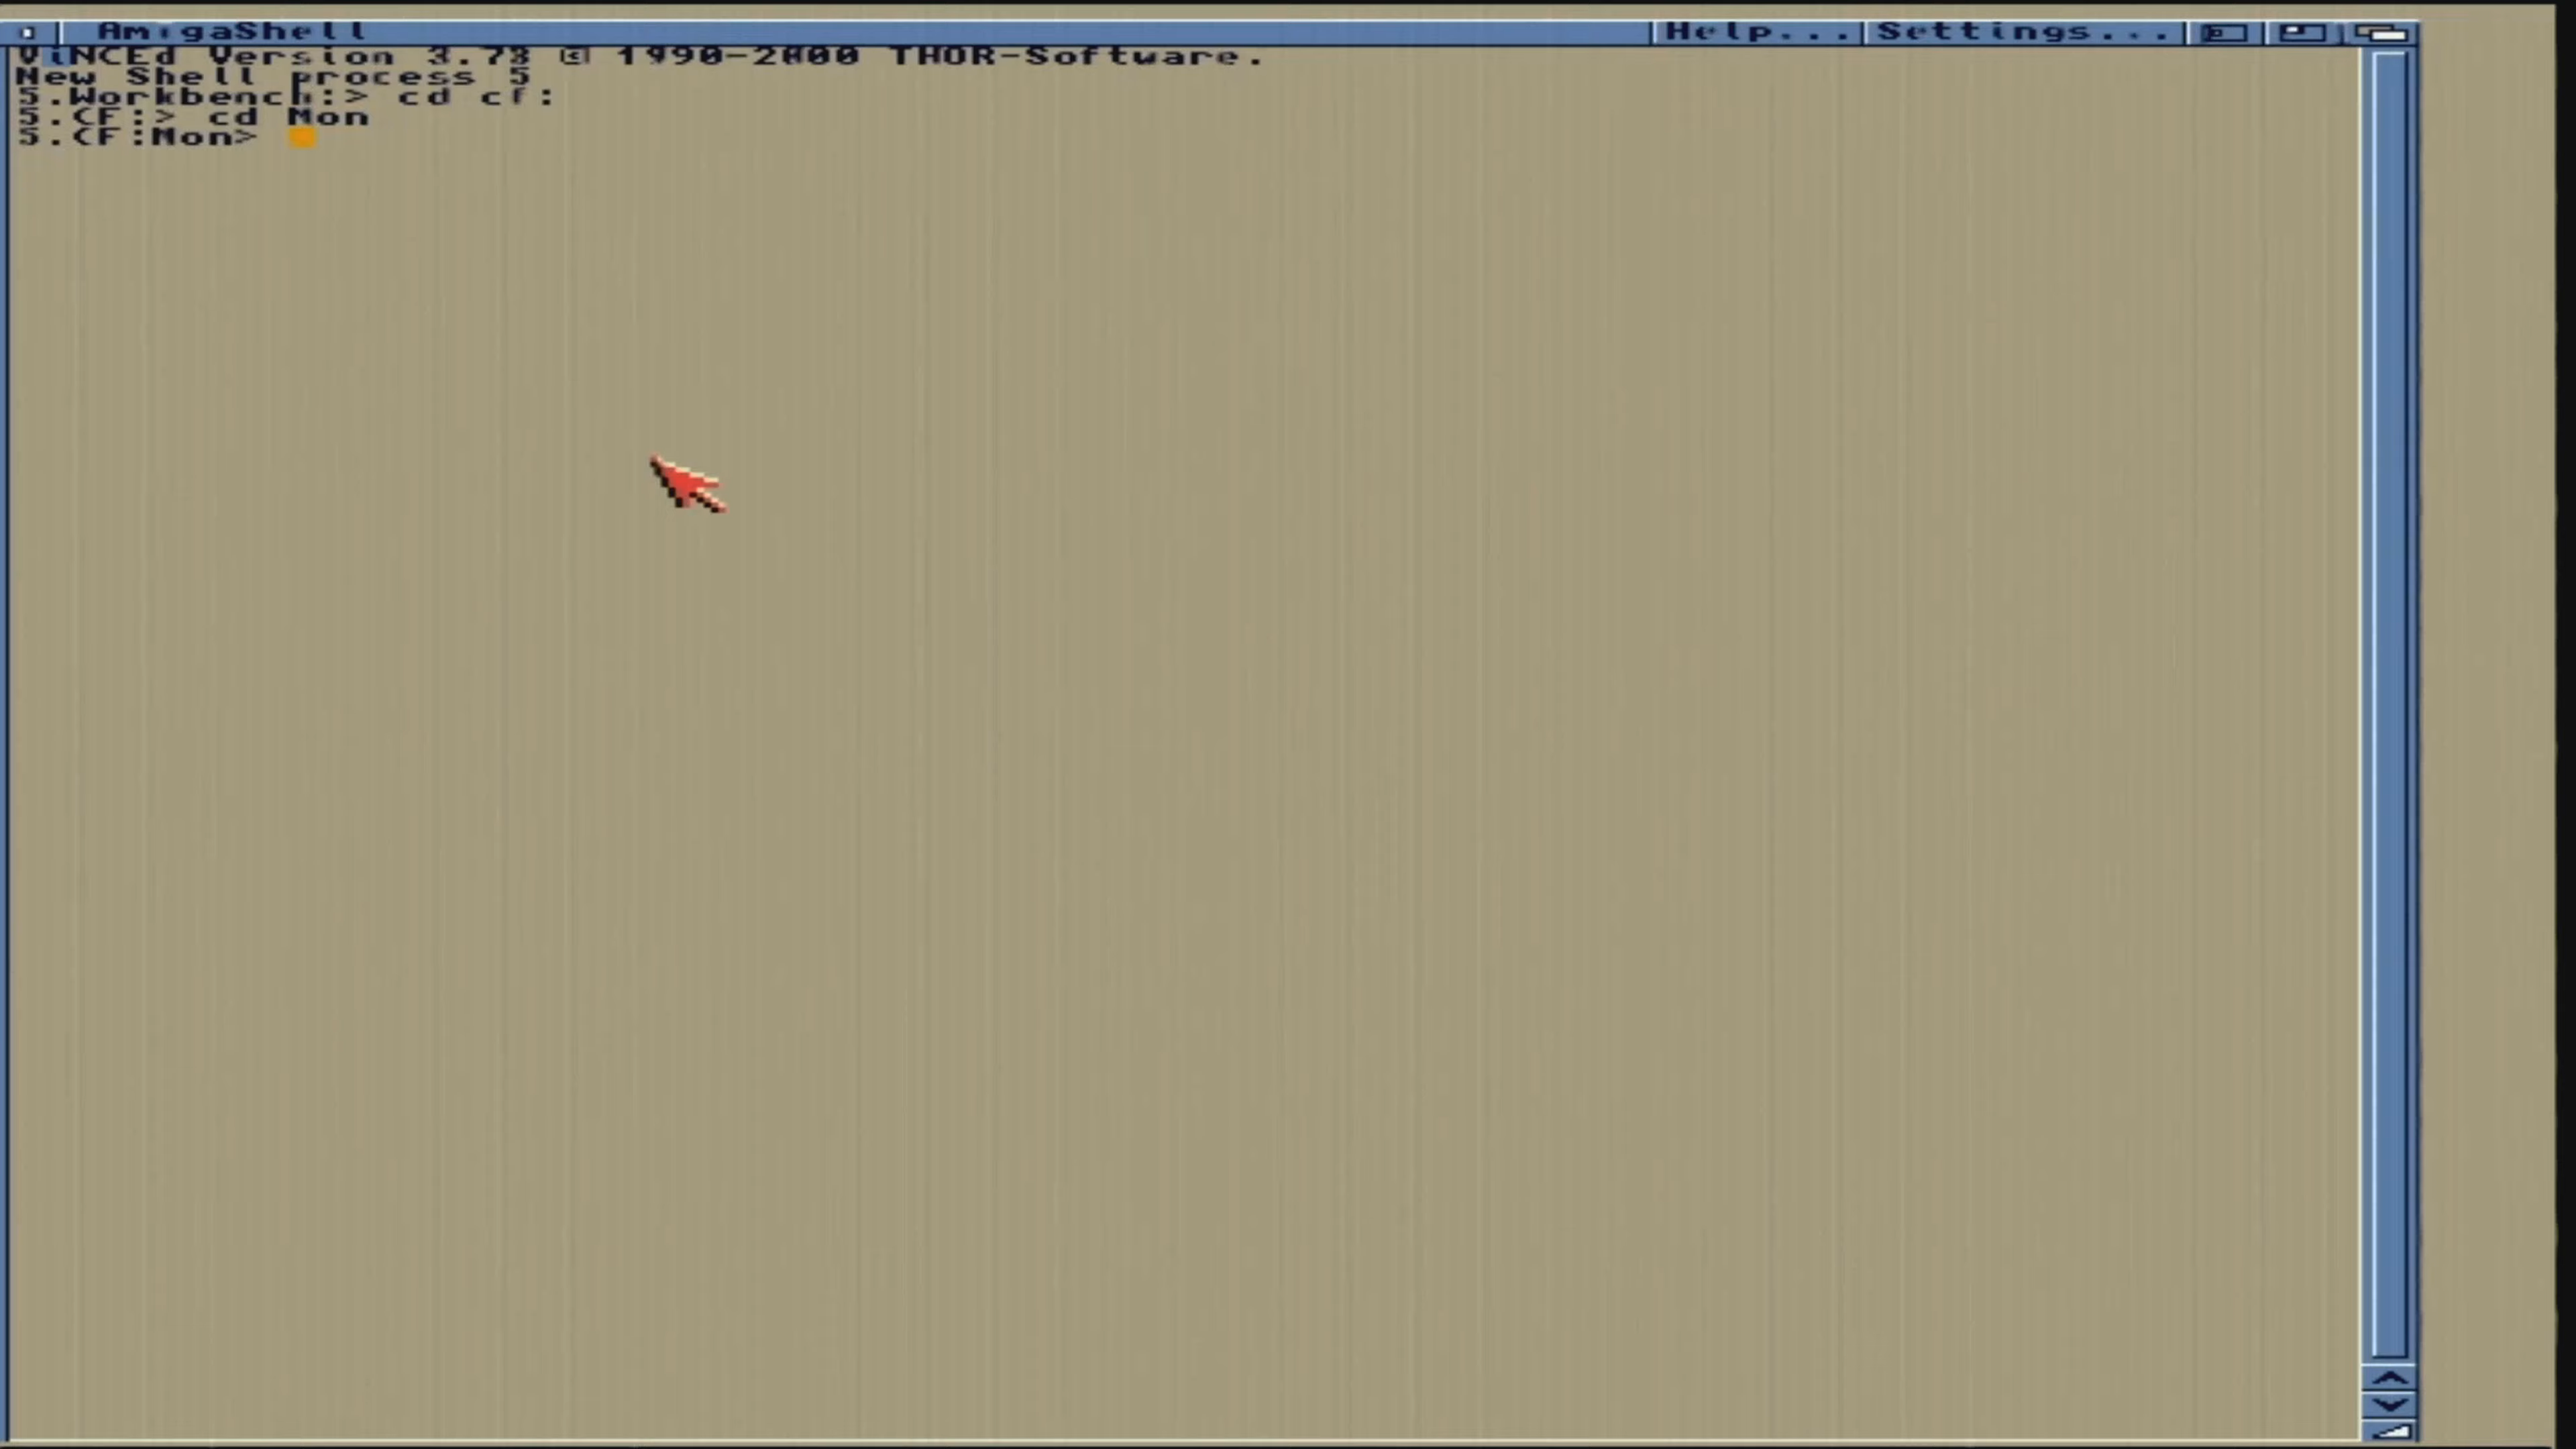 AmigaShell Help... Settings...
ViNCEd Version 3.73 © 1990-2000 THOR-Software.
New Shell process 5
5.Workbench:> cd cf:
5.CF:> cd Mon
5.CF:Mon>